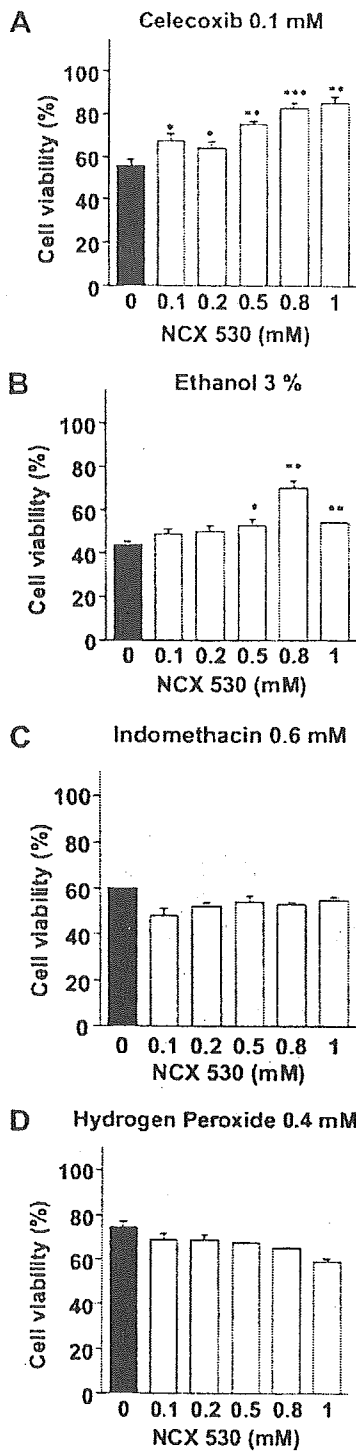 A Celecoxib 0.1 mM
Cell viability (%)
100
80
60
40
20
0
* * ** *** **
0 0.1 0.2 0.5 0.8 1
NCX 530 (mM)
B Ethanol 3 %
Cell viability (%)
100
80
60
40
20
0
* ** **
0 0.1 0.2 0.5 0.8 1
NCX 530 (mM)
C Indomethacin 0.6 mM
Cell viability (%)
100
80
60
40
20
0
0 0.1 0.2 0.5 0.8 1
NCX 530 (mM)
D Hydrogen Peroxide 0.4 mM
Cell viability (%)
100
80
60
40
20
0
0 0.1 0.2 0.5 0.8 1
NCX 530 (mM)